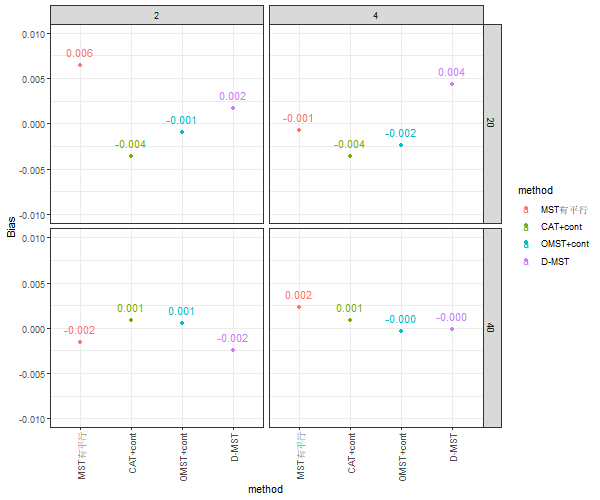 2
4
0.010
0.005
0.000
-0.005
-0.010
0.006
-0.004
-0.001
0.002
-0.001
-0.004
-0.002
0.004
20
Bias
0.010
0.005
0.000
-0.005
-0.010
-0.002
0.001
0.001
-0.002
0.002
0.001
-0.000
-0.000
40
MST有平行
CAT+cont
OMST+cont
D-MST
MST有平行
CAT+cont
OMST+cont
D-MST
method
method
a MST有平行
a CAT+cont
a OMST+cont
a D-MST